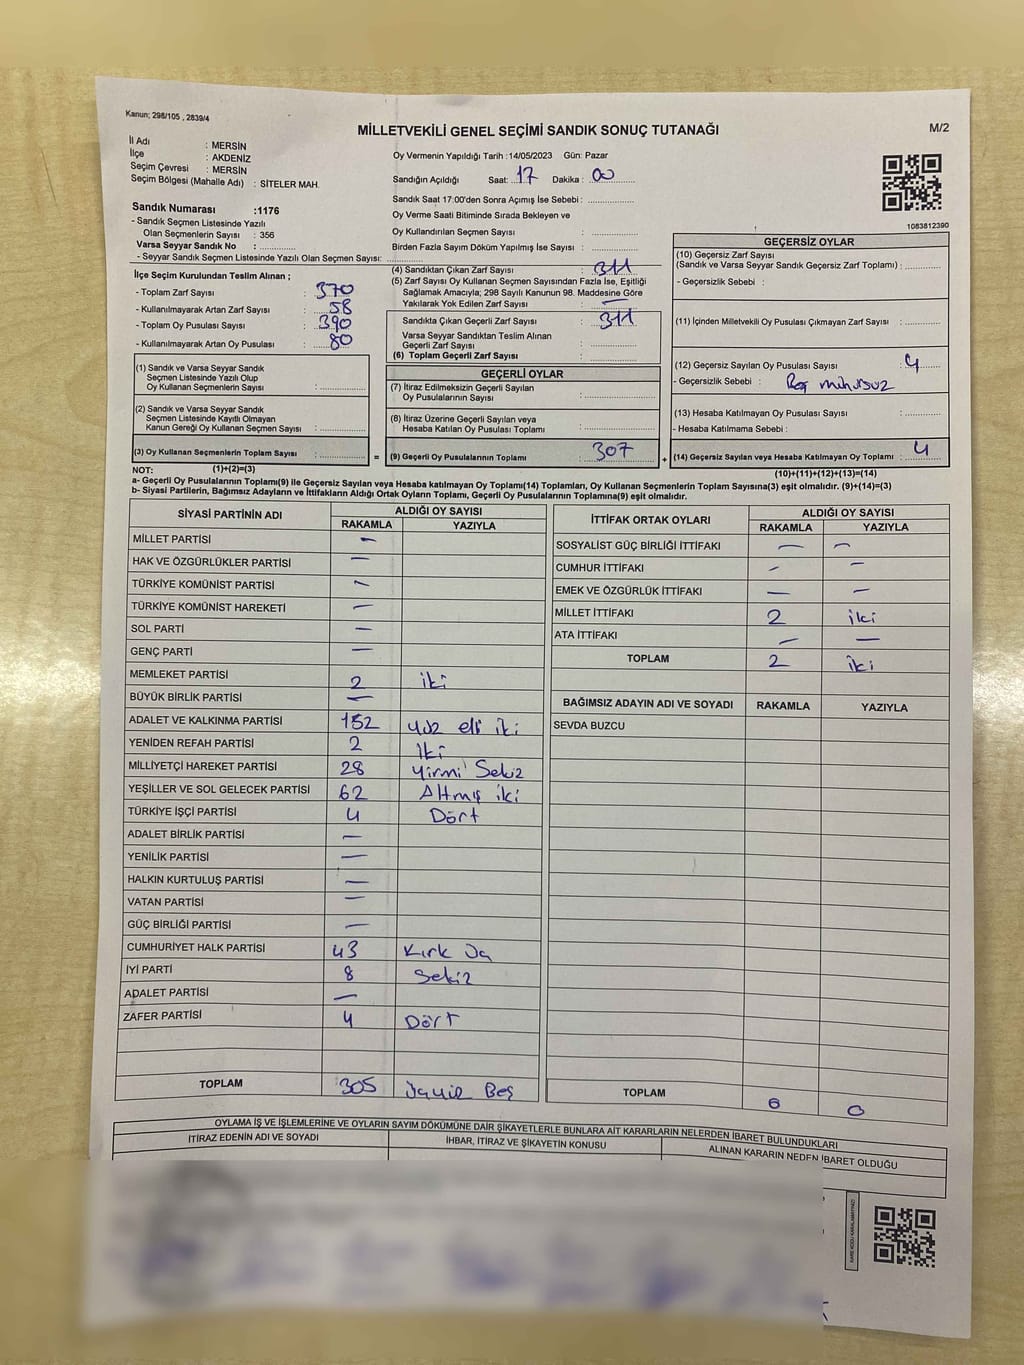 Kanun; 298/105 , 2839/4
MİLLETVEKİLİ GENEL SEÇİMİ SANDIK SONUÇ TUTANAĞI
M/2
İl Adı : MERSİN
İlçe : AKDENİZ
Seçim Çevresi : MERSİN
Seçim Bölgesi (Mahalle Adı) : SİTELER MAH.
Oy Vermenin Yapıldığı Tarih :14/05/2023 Gün: Pazar
Sandığın Açıldığı Saat: 17 Dakika : 00
Sandık Saat 17:00'den Sonra Açımış İse Sebebi :
Oy Verme Saati Bitiminde Sırada Bekleyen ve
Oy Kullandırılan Seçmen Sayısı :
Birden Fazla Sayım Döküm Yapılmış İse Sayısı :
1083812390
Sandık Numarası :1176
- Sandık Seçmen Listesinde Yazılı
Olan Seçmenlerin Sayısı : 356
Varsa Seyyar Sandık No :
- Seyyar Sandık Seçmen Listesinde Yazılı Olan Seçmen Sayısı:
İlçe Seçim Kurulundan Teslim Alınan ;
- Toplam Zarf Sayısı : 370
- Kullanılmayarak Artan Zarf Sayısı : 58
- Toplam Oy Pusulası Sayısı : 390
- Kullanılmayarak Artan Oy Pusulası : 80
(1) Sandık ve Varsa Seyyar Sandık
Seçmen Listesinde Yazılı Olup
Oy Kullanan Seçmenlerin Sayısı :
(2) Sandık ve Varsa Seyyar Sandık
Seçmen Listesinde Kayıtlı Olmayan
Kanun Gereği Oy Kullanan Seçmen Sayısı :
(3) Oy Kullanan Seçmenlerin Toplam Sayısı :
(4) Sandıktan Çıkan Zarf Sayısı : 311
(5) Zarf Sayısı Oy Kullanan Seçmen Sayısından Fazla İse, Eşitliği
Sağlamak Amacıyla; 298 Sayılı Kanunun 98. Maddesine Göre
Yakılarak Yok Edilen Zarf Sayısı : —
Sandıkta Çıkan Geçerli Zarf Sayısı : 311
Varsa Seyyar Sandıktan Teslim Alınan
Geçerli Zarf Sayısı :
(6) Toplam Geçerli Zarf Sayısı :
GEÇERLİ OYLAR
(7) İtiraz Edilmeksizin Geçerli Sayılan
Oy Pusulalarının Sayısı :
(8) İtiraz Üzerine Geçerli Sayılan veya
Hesaba Katılan Oy Pusulası Toplamı :
= (9) Geçerli Oy Pusulalarının Toplamı : 307 +
GEÇERSİZ OYLAR
(10) Geçersiz Zarf Sayısı
(Sandık ve Varsa Seyyar Sandık Geçersiz Zarf Toplamı) :
- Geçersizlik Sebebi :
(11) İçinden Milletvekili Oy Pusulası Çıkmayan Zarf Sayısı :
(12) Geçersiz Sayılan Oy Pusulası Sayısı : 4
- Geçersizlik Sebebi : Boş mühürsüz
(13) Hesaba Katılmayan Oy Pusulası Sayısı :
- Hesaba Katılmama Sebebi :
(14) Geçersiz Sayılan veya Hesaba Katılmayan Oy Toplamı : 4
NOT: (1)+(2)=(3)
(10)+(11)+(12)+(13)=(14)
a- Geçerli Oy Pusulalarının Toplamı(9) ile Geçersiz Sayılan veya Hesaba katılmayan Oy Toplamı(14) Toplamları, Oy Kullanan Seçmenlerin Toplam Sayısına(3) eşit olmalıdır. (9)+(14)=(3)
b- Siyasi Partilerin, Bağımsız Adayların ve İttifakların Aldığı Ortak Oyların Toplamı, Geçerli Oy Pusulalarının Toplamına(9) eşit olmalıdır.
SİYASİ PARTİNİN ADI ALDIĞI OY SAYISI
RAKAMLA YAZIYLA
MİLLET PARTİSİ —
HAK VE ÖZGÜRLÜKLER PARTİSİ —
TÜRKİYE KOMÜNİST PARTİSİ —
TÜRKİYE KOMÜNİST HAREKETİ —
SOL PARTİ —
GENÇ PARTİ —
MEMLEKET PARTİSİ 2 iki
BÜYÜK BİRLİK PARTİSİ —
ADALET VE KALKINMA PARTİSİ 152 yüz elli iki
YENİDEN REFAH PARTİSİ 2 İki
MİLLİYETÇİ HAREKET PARTİSİ 28 Yirmi Sekiz
YEŞİLLER VE SOL GELECEK PARTİSİ 62 Altmış iki
TÜRKİYE İŞÇİ PARTİSİ 4 Dört
ADALET BİRLİK PARTİSİ —
YENİLİK PARTİSİ —
HALKIN KURTULUŞ PARTİSİ —
VATAN PARTİSİ —
GÜÇ BİRLİĞİ PARTİSİ —
CUMHURİYET HALK PARTİSİ 43 Kırk üç
İYİ PARTİ 8 Sekiz
ADALET PARTİSİ —
ZAFER PARTİSİ 4 Dört
TOPLAM 305 üçyüz Beş
İTTİFAK ORTAK OYLARI ALDIĞI OY SAYISI
RAKAMLA YAZIYLA
SOSYALİST GÜÇ BİRLİĞİ İTTİFAKI — —
CUMHUR İTTİFAKI — —
EMEK VE ÖZGÜRLÜK İTTİFAKI — —
MİLLET İTTİFAKI 2 iki
ATA İTTİFAKI — —
TOPLAM 2 iki
BAĞIMSIZ ADAYIN ADI VE SOYADI RAKAMLA YAZIYLA
SEVDA BUZCU
TOPLAM 0 0
OYLAMA İŞ VE İŞLEMLERİNE VE OYLARIN SAYIM DÖKÜMÜNE DAİR ŞİKAYETLERLE BUNLARA AİT KARARLARIN NELERDEN İBARET BULUNDUKLARI
İTİRAZ EDENİN ADI VE SOYADI İHBAR, İTİRAZ VE ŞİKAYETİN KONUSU ALINAN KARARIN NEDEN İBARET OLDUĞU